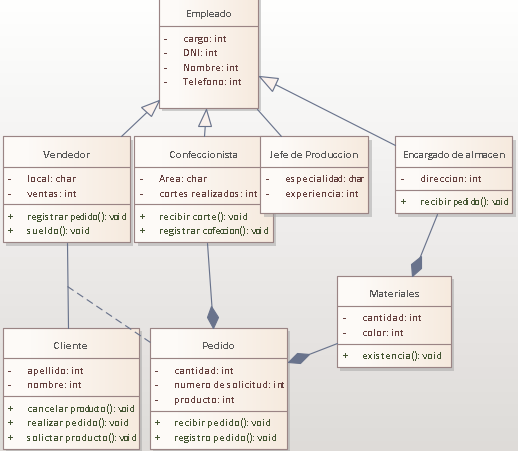 Empleado
- cargo: int
- DNI: int
- Nombre: int
- Telefono: int
Vendedor
- local: char
- ventas: int
+ registrar pedido(): void
+ sueldo(): void
Confeccionista
- Area: char
- cortes realizados: int
+ recibir corte(): void
+ registrar cofeccion(): void
Jefe de Produccion
- especialidad: char
- experiencia: int
Encargado de almacen
- direccion: int
+ recibir pedido(): void
Materiales
- cantidad: int
- color: int
+ existencia(): void
Cliente
- apellido: int
- nombre: int
+ cancelar producto(): void
+ realizar pedido(): void
+ solictar producto(): void
Pedido
- cantidad: int
- numero de solicitud: int
- producto: int
+ recibir pedido(): void
+ registro pedido(): void